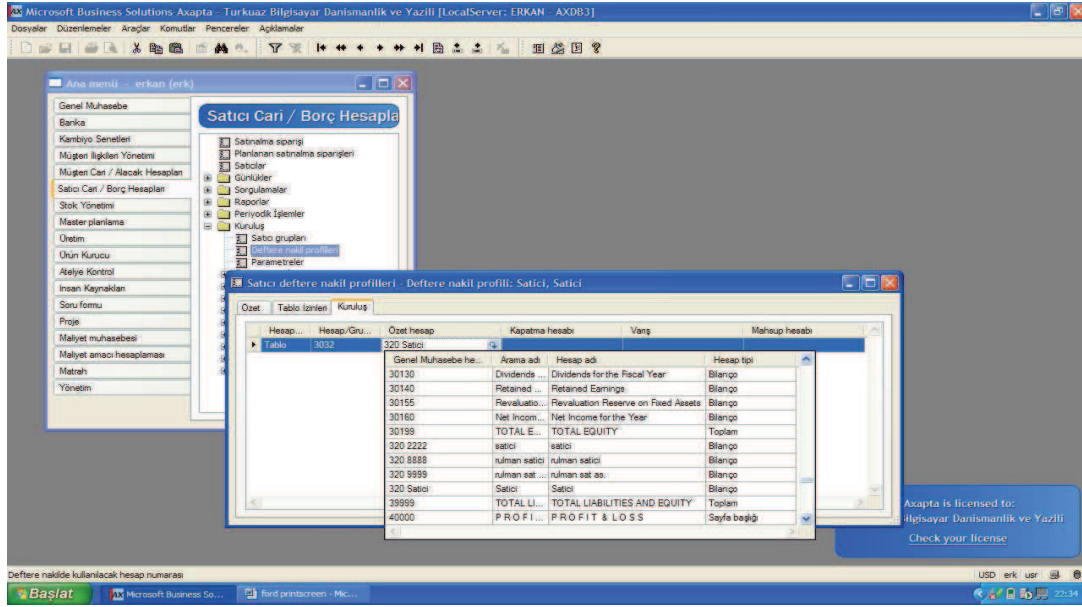 Microsoft Business Solutions-Axapta - Turkuaz Bilgisayar Danismanlik ve Yazili [LocalServer: ERKAN - AXDB3]
Dosyalar Düzenlemeler Araçlar Komutlar Pencereler Açıklamalar
Ana menü - erkan (erk)
Genel Muhasebe
Banka
Kambiyo Senetleri
Müşteri İlişkileri Yönetimi
Müşteri Cari / Alacak Hesapları
Satıcı Cari / Borç Hesapları
Stok Yönetimi
Master planlama
Üretim
Ürün Kurucu
Atelye Kontrol
İnsan Kaynakları
Soru formu
Proje
Maliyet muhasebesi
Maliyet amacı hesaplaması
Matrah
Yönetim
Satıcı Cari / Borç Hesapla
Satınalma siparişi
Planlanan satınalma siparişleri
Satıcılar
Günlükler
Sorgulamalar
Raporlar
Periyodik İşlemler
Kuruluş
Satıcı grupları
Deftere nakil profilleri
Parametreler
Satıcı deftere nakil profilleri - Deftere nakil profili: Satici, Satici
Özet Tablo İzinleri Kuruluş
Hesap... Hesap/Gru... Özet hesap Kapatma hesabı Varış Mahsup hesabı
Tablo 3032 320 Satici
Genel Muhasebe he... Arama adı Hesap adı Hesap tipi
30130 Dividends ... Dividends for the Fiscal Year Bilanço
30140 Retained ... Retained Earnings Bilanço
30155 Revaluatio... Revaluation Reserve on Fixed Assets Bilanço
30160 Net Incom... Net Income for the Year Bilanço
30199 TOTAL E... TOTAL EQUITY Toplam
320 2222 satici satici Bilanço
320 8888 rulman satici rulman satici Bilanço
320 9999 rulman sat ... rulman sat as. Bilanço
320 Satici Satici Satici Bilanço
39999 TOTAL LI... TOTAL LIABILITIES AND EQUITY Toplam
40000 P R O F I ... P R O F I T & L O S S Sayfa başlığı
Axapta is licensed to:
ilgisayar Danismanlik ve Yazili
Check your license
Deftere nakilde kullanılacak hesap numarası
USD erk usr
Başlat Microsoft Business So... ford printscreen - Mic... 22:34